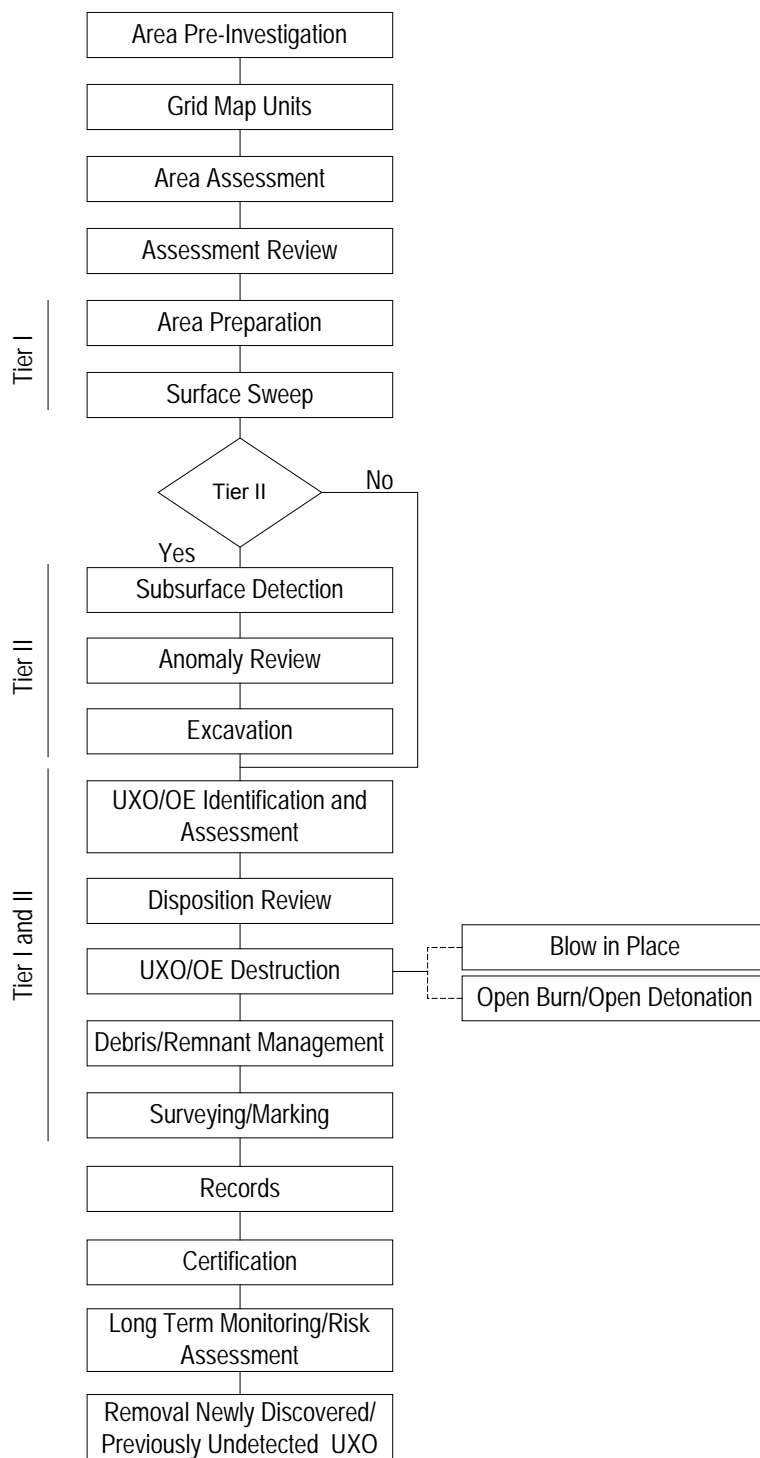 Area Pre-Investigation
Grid Map Units
Area Assessment
Assessment Review
Tier I
Area Preparation
Surface Sweep
Tier II
No
Yes
Tier II
Subsurface Detection
Anomaly Review
Excavation
Tier I and II
UXO/OE Identification and
Assessment
Disposition Review
UXO/OE Destruction
Blow in Place
Open Burn/Open Detonation
Debris/Remnant Management
Surveying/Marking
Records
Certification
Long Term Monitoring/Risk
Assessment
Removal Newly Discovered/
Previously Undetected UXO